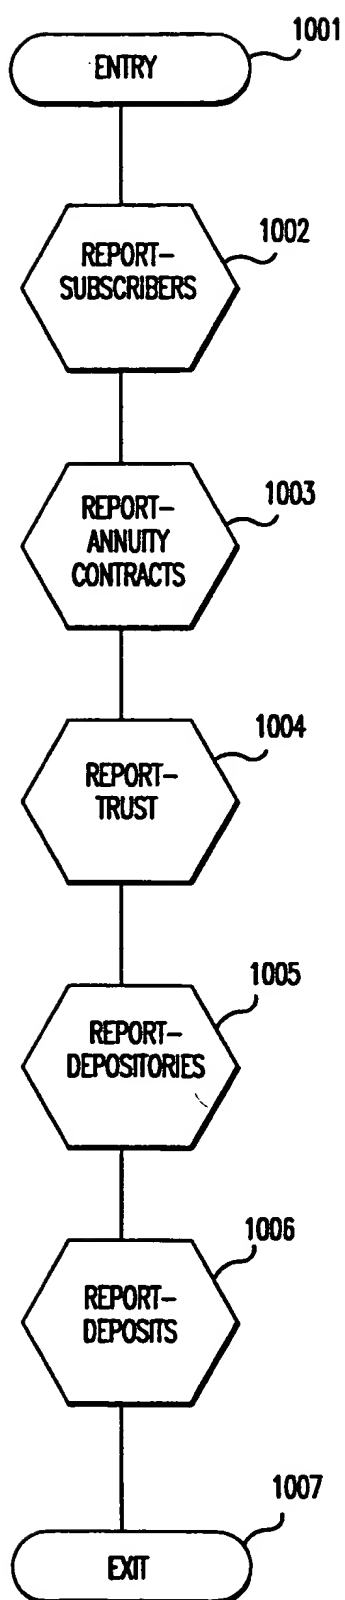 1001
ENTRY
1002
REPORT-
SUBSCRIBERS
1003
REPORT-
ANNUITY
CONTRACTS
1004
REPORT-
TRUST
1005
REPORT-
DEPOSITORIES
1006
REPORT-
DEPOSITS
1007
EXIT